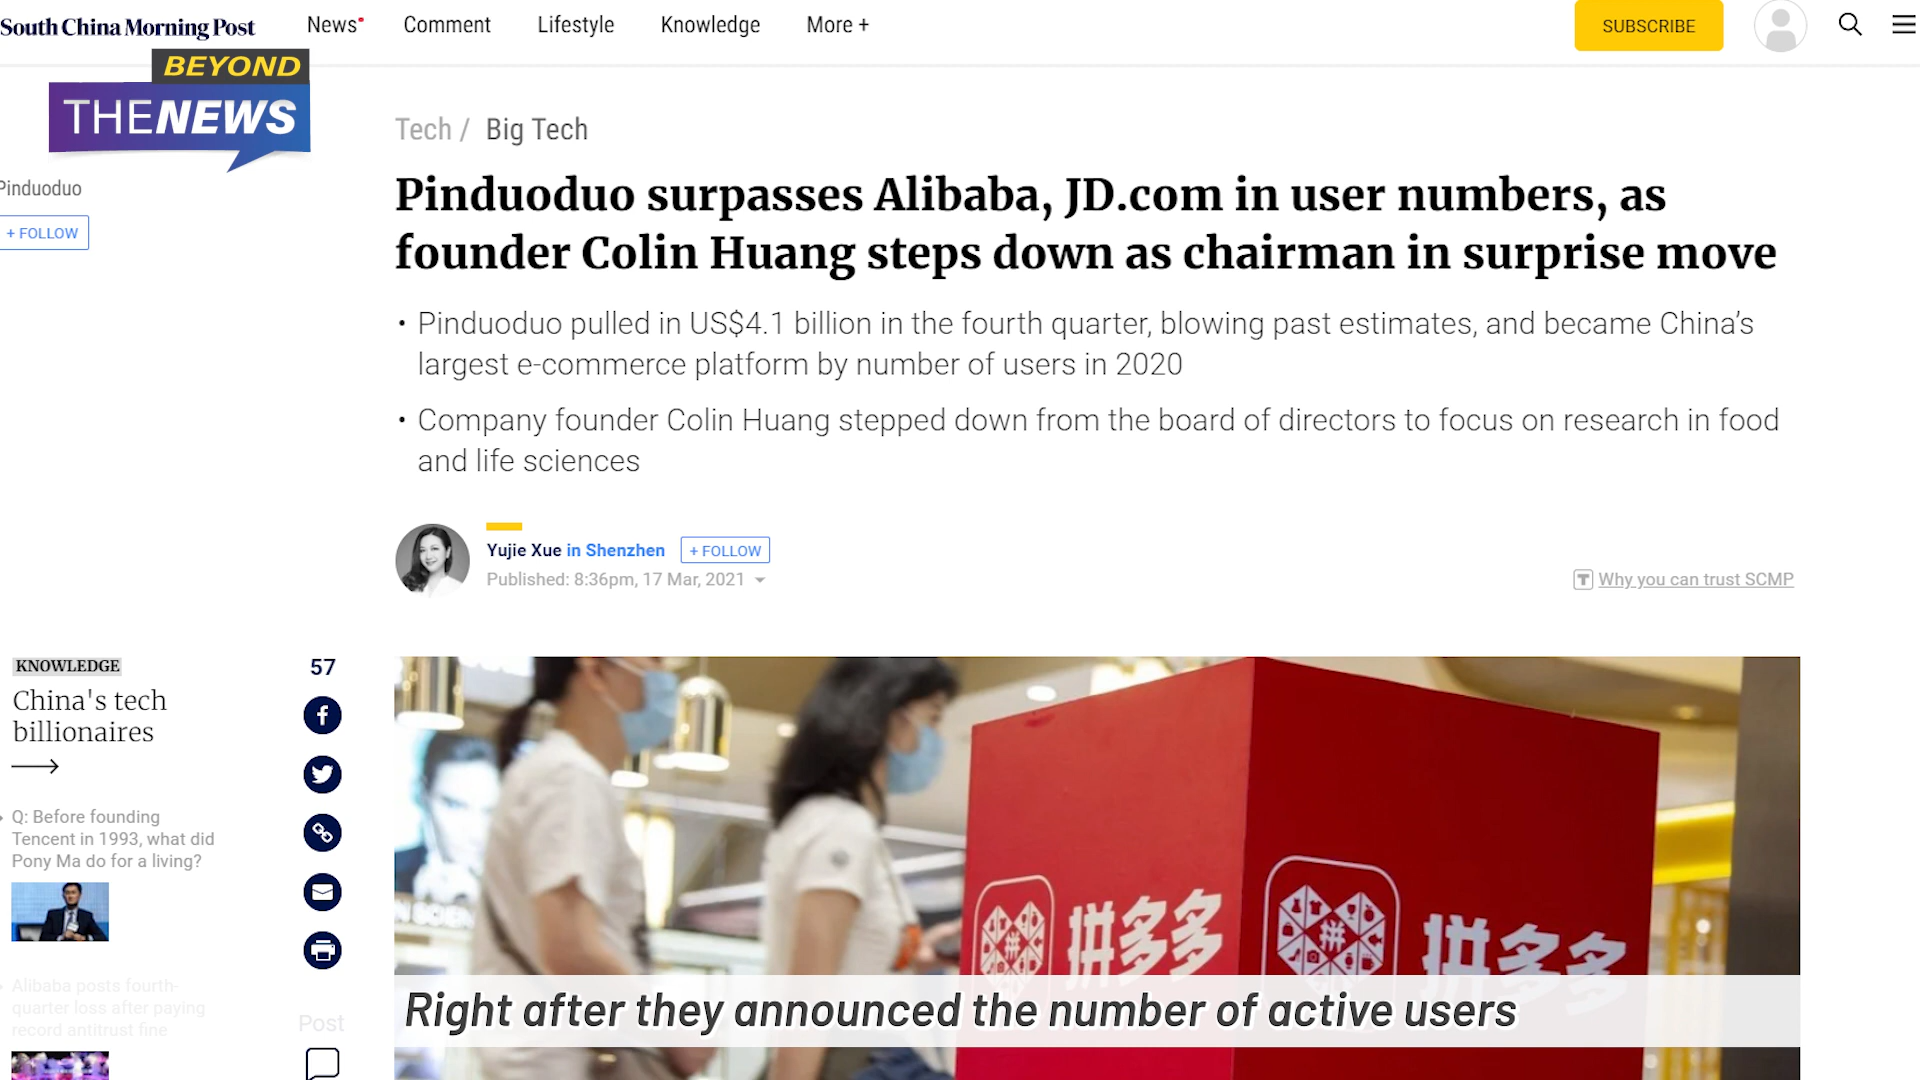 South China Morning Post
News
Comment
Lifestyle
Knowledge
More +
SUBSCRIBE
BEYOND
THENEWS
Pinduoduo
+ FOLLOW
Tech / Big Tech
Pinduoduo surpasses Alibaba, JD.com in user numbers, as
founder Colin Huang steps down as chairman in surprise move
• Pinduoduo pulled in US$4.1 billion in the fourth quarter, blowing past estimates, and became China’s
largest e-commerce platform by number of users in 2020
• Company founder Colin Huang stepped down from the board of directors to focus on research in food
and life sciences
Yujie Xue in Shenzhen
+ FOLLOW
Published: 8:36pm, 17 Mar, 2021
Why you can trust SCMP
KNOWLEDGE
China's tech
billionaires
Q: Before founding
Tencent in 1993, what did
Pony Ma do for a living?
Alibaba posts fourth-
quarter loss after paying
record antitrust fine
57
Post
拼多多
拼多多
Right after they announced the number of active users